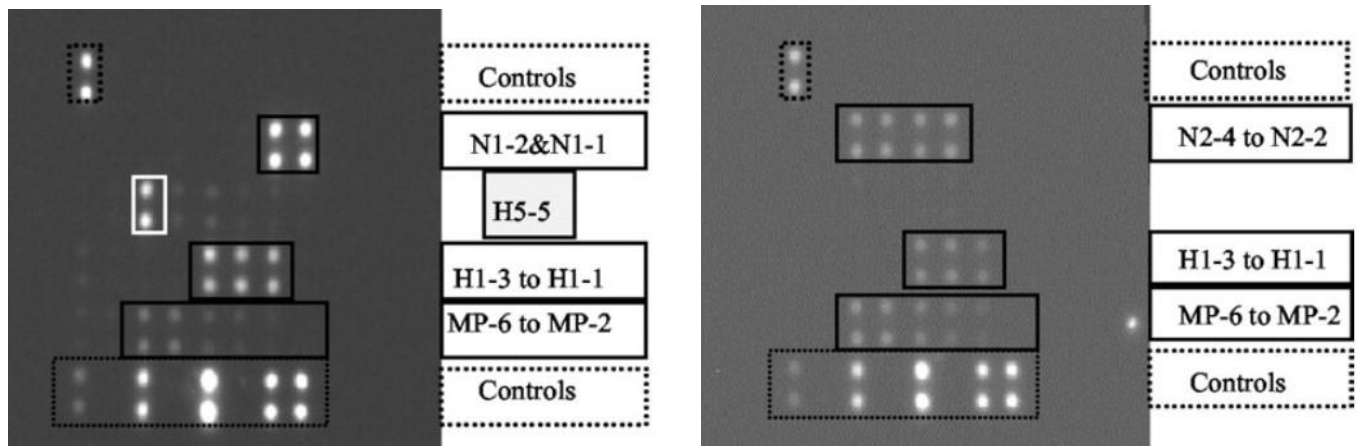 Controls
N1-2&N1-1
H5-5
H1-3 to H1-1
MP-6 to MP-2
Controls
Controls
N2-4 to N2-2
H1-3 to H1-1
MP-6 to MP-2
Controls